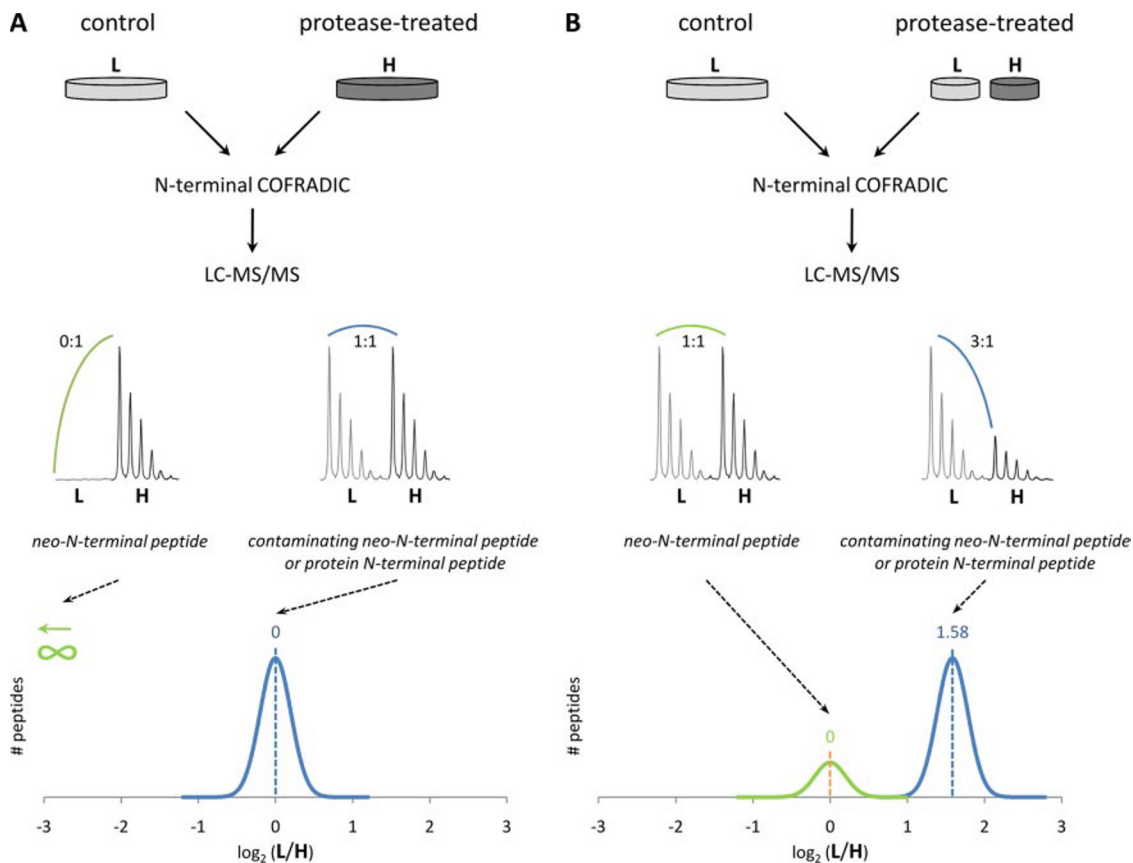 A
control
protease-treated
L
H
N-terminal COFRADIC
LC-MS/MS
0:1
1:1
L
H
L
H
neo-N-terminal peptide
contaminating neo-N-terminal peptide
or protein N-terminal peptide
∞
0
# peptides
-3
-2
-1
0
1
2
3
log₂ (L/H)
B
control
protease-treated
L
L
H
N-terminal COFRADIC
LC-MS/MS
1:1
3:1
L
H
L
H
neo-N-terminal peptide
contaminating neo-N-terminal peptide
or protein N-terminal peptide
1.58
0
# peptides
-3
-2
-1
0
1
2
3
log₂ (L/H)